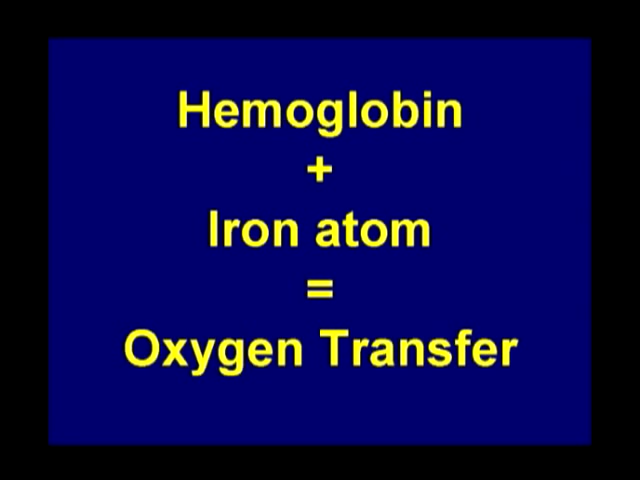 Hemoglobin
+
Iron atom
=
Oxygen Transfer